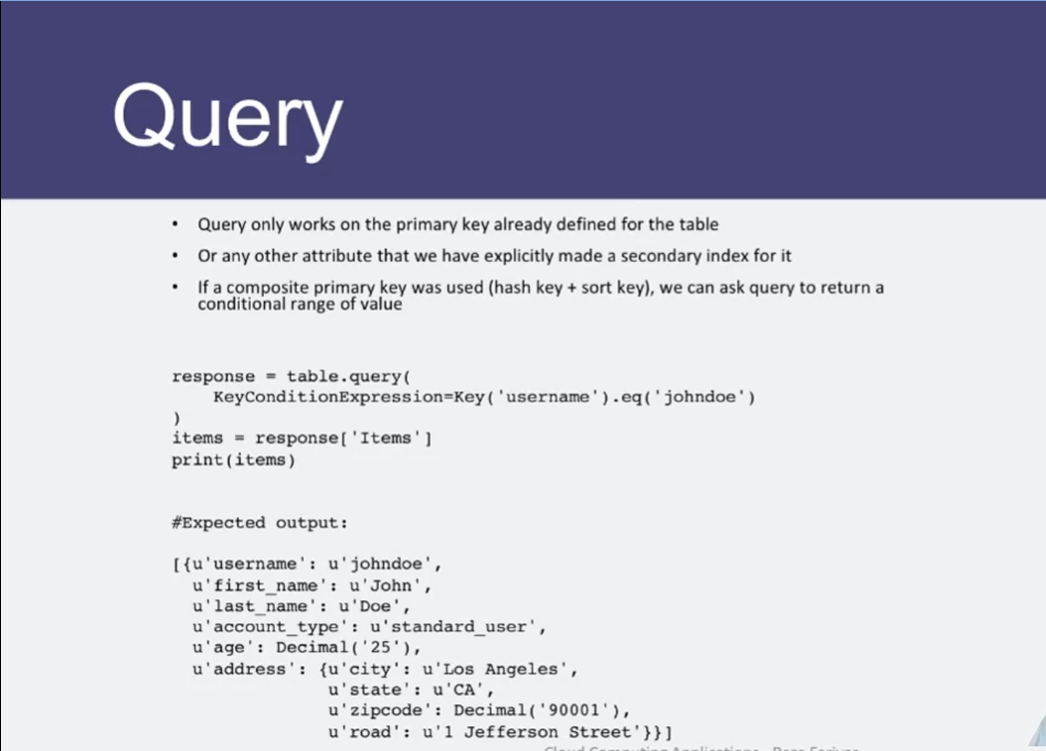 Query
• Query only works on the primary key already defined for the table
• Or any other attribute that we have explicitly made a secondary index for it
• If a composite primary key was used (hash key + sort key), we can ask query to return a
conditional range of value
response = table.query(
    KeyConditionExpression=Key('username').eq('johndoe')
)
items = response['Items']
print(items)
#Expected output:
[{u'username': u'johndoe',
  u'first_name': u'John',
  u'last_name': u'Doe',
  u'account_type': u'standard_user',
  u'age': Decimal('25'),
  u'address': {u'city': u'Los Angeles',
               u'state': u'CA',
               u'zipcode': Decimal('90001'),
               u'road': u'1 Jefferson Street'}}]
Cloud Computing Applications -